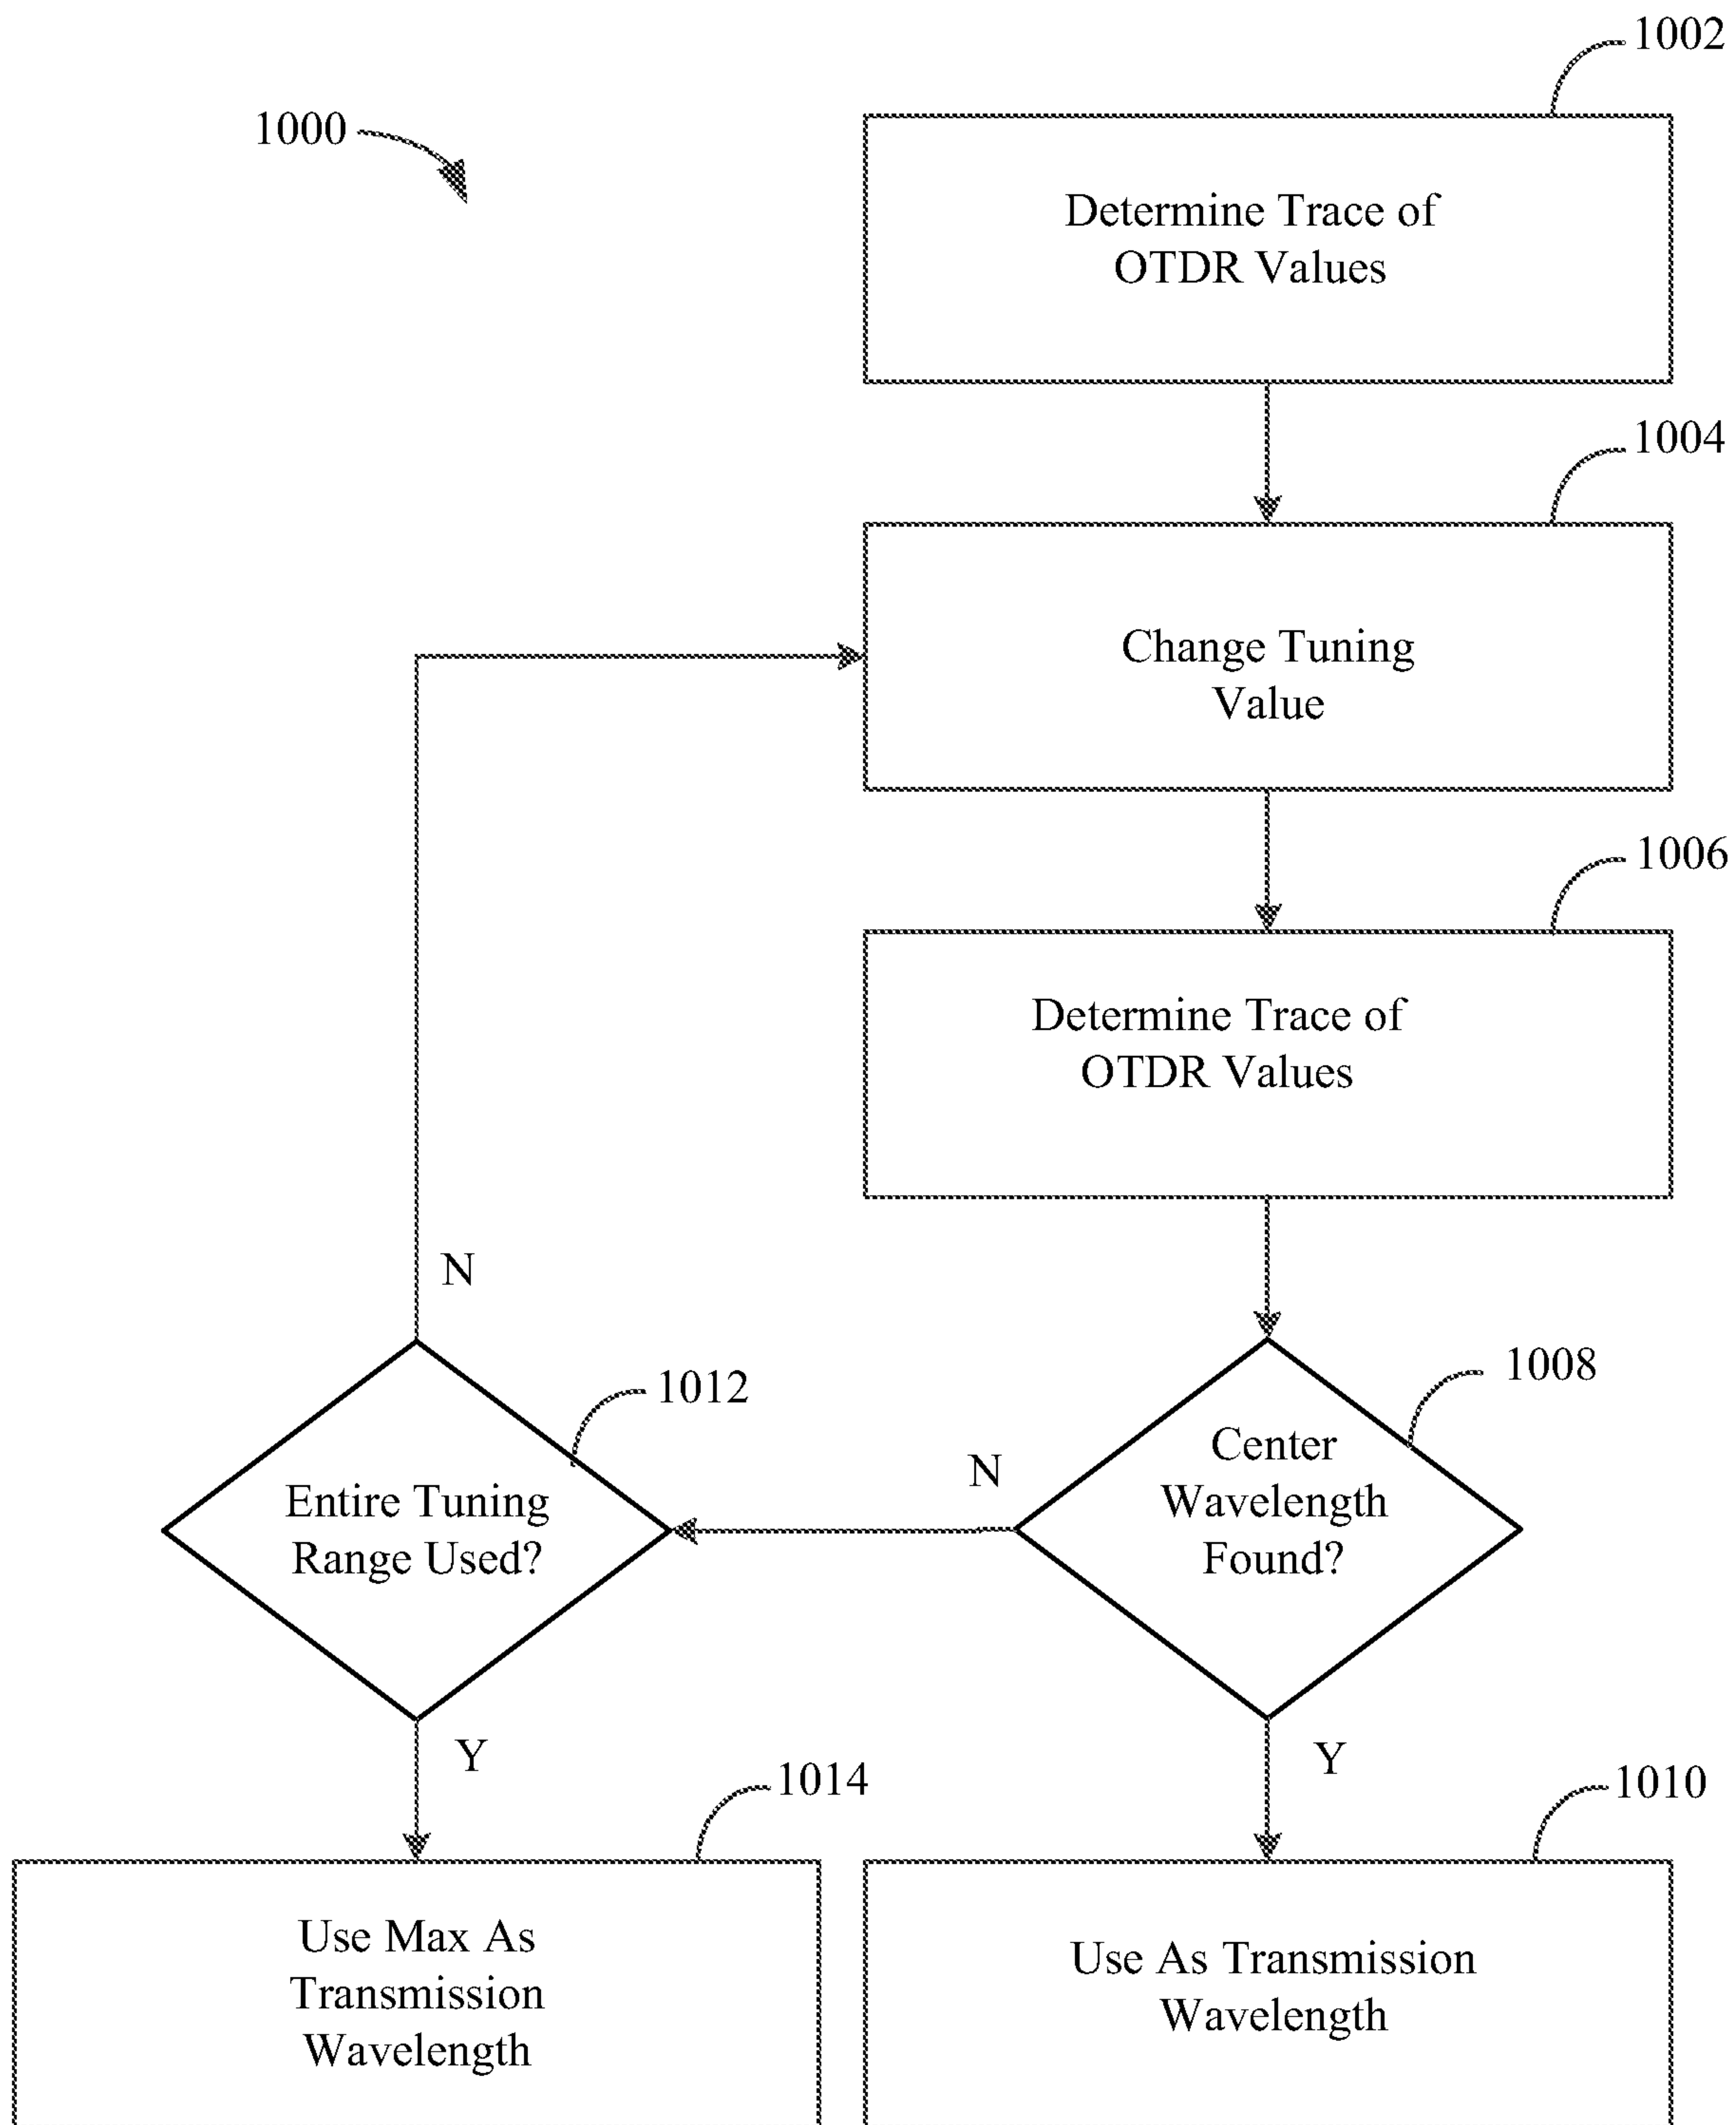 1002
1000
Determine Trace of
OTDR Values
1004
Change Tuning
Value
1006
Determine Trace of
OTDR Values
N
1012
1008
Entire Tuning
Range Used?
N
Center
Wavelength
Found?
Y
Y
1014
1010
Use Max As
Transmission
Wavelength
Use As Transmission
Wavelength